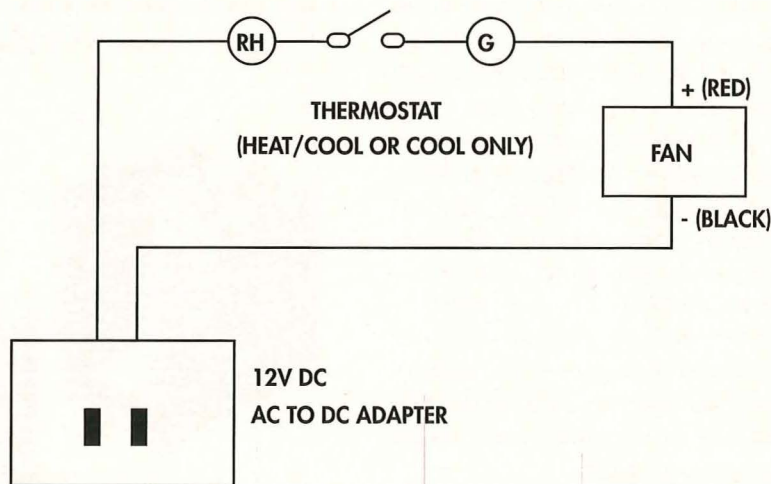 RH
G
THERMOSTAT
(HEAT/COOL OR COOL ONLY)
+ (RED)
FAN
- (BLACK)
12V DC
AC TO DC ADAPTER